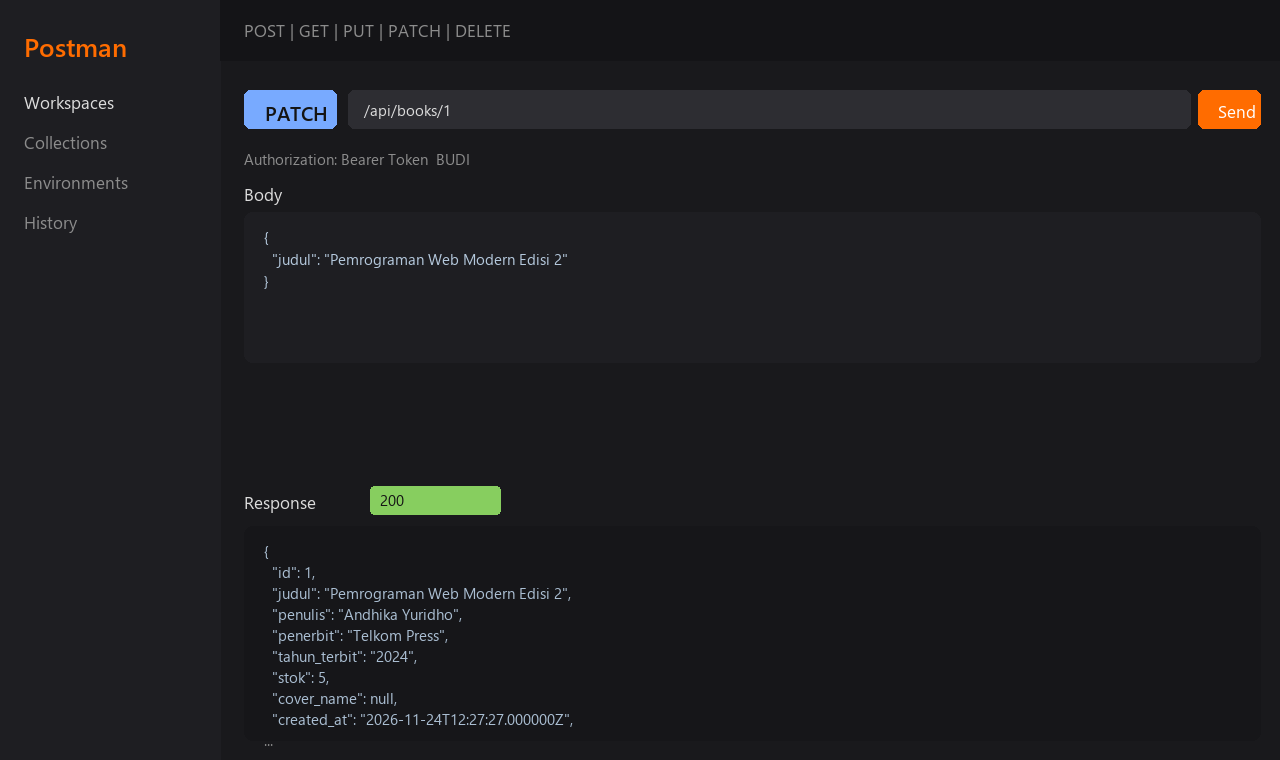 Postman
Workspaces
Collections
Environments
History
POST | GET | PUT | PATCH | DELETE
PATCH
/api/books/1
Send
Authorization: Bearer Token  BUDI
Body
{
  "judul": "Pemrograman Web Modern Edisi 2"
}
Response
200
{
  "id": 1,
  "judul": "Pemrograman Web Modern Edisi 2",
  "penulis": "Andhika Yuridho",
  "penerbit": "Telkom Press",
  "tahun_terbit": "2024",
  "stok": 5,
  "cover_name": null,
  "created_at": "2026-11-24T12:27:27.000000Z",
...